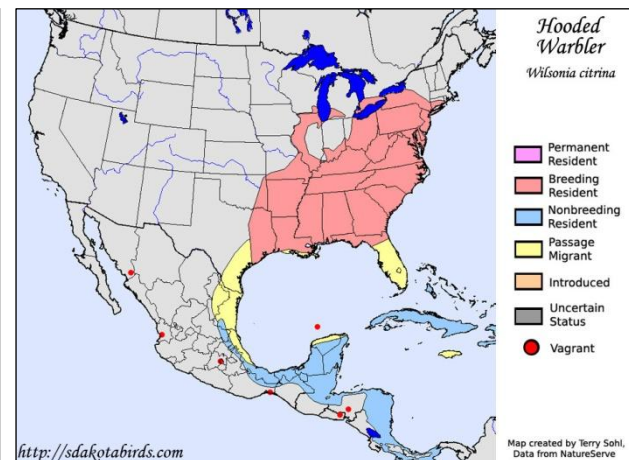 Hooded
Warbler
Wilsonia citrina
Permanent
Resident
Breeding
Resident
Nonbreeding
Resident
Passage
Migrant
Introduced
Uncertain
Status
Vagrant
http://sdakotabirds.com
Map created by Terry Sohl,
Data from NatureServe